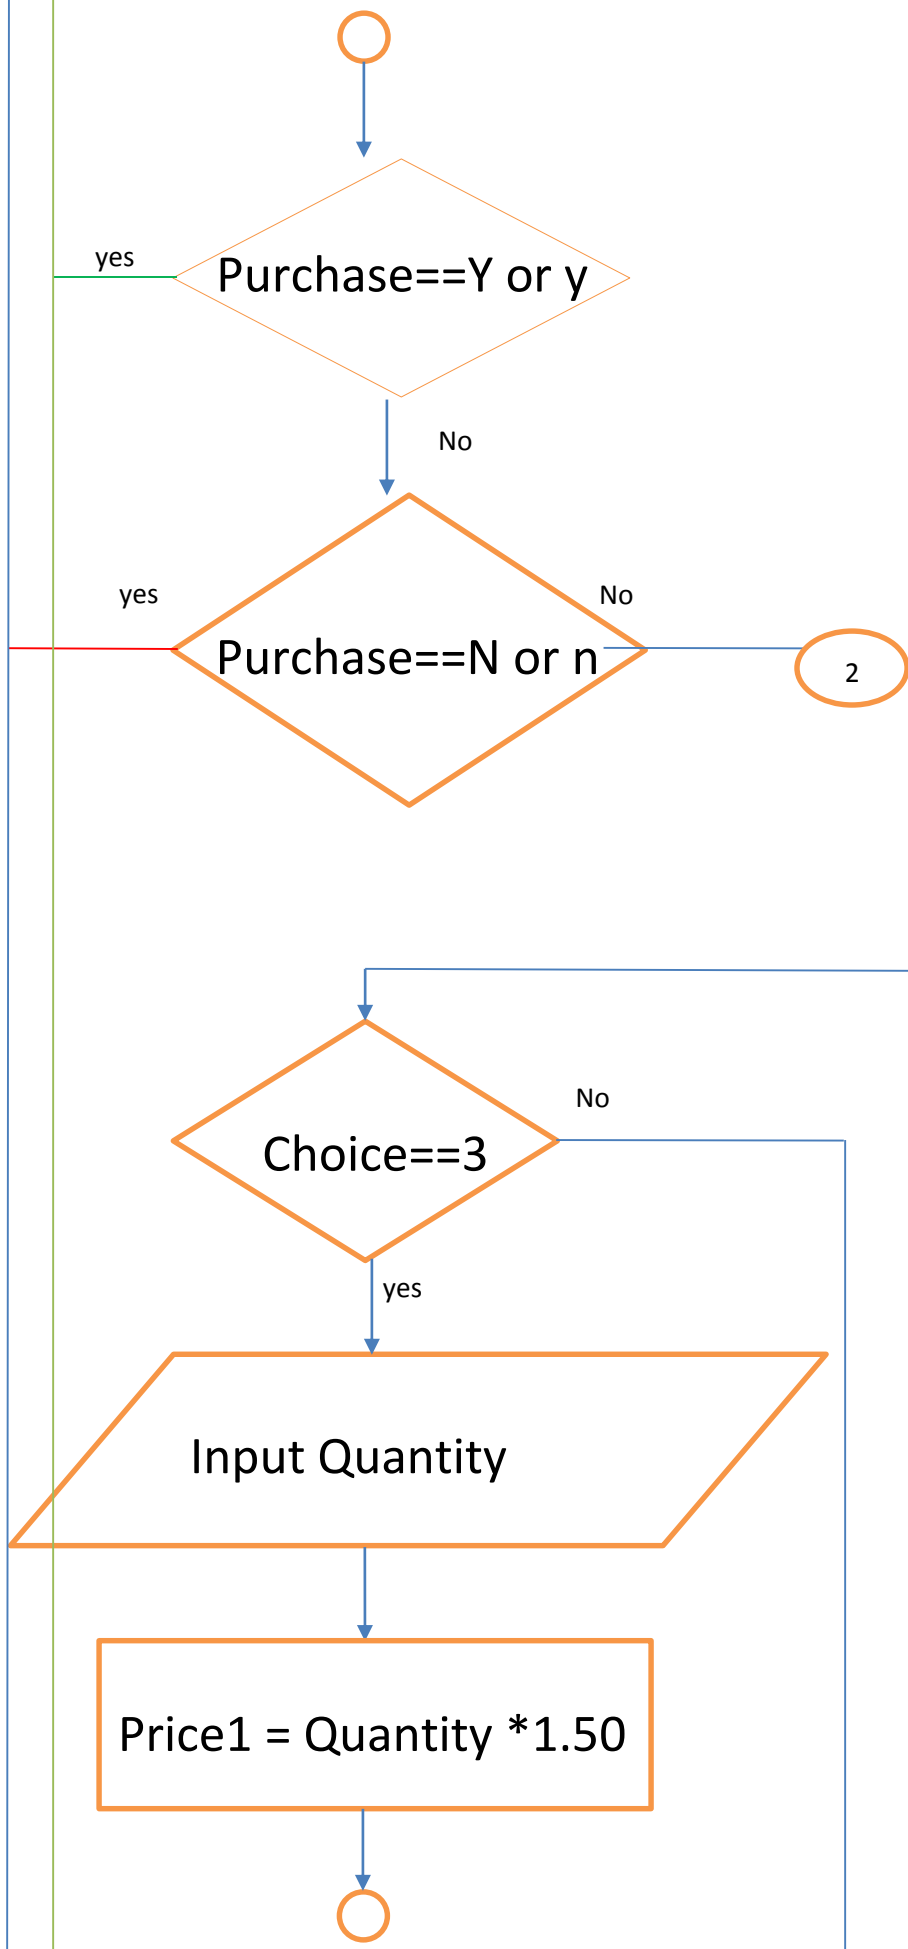 yes
Purchase==Y or y
No
yes
No
Purchase==N or n
2
No
Choice==3
yes
Input Quantity
Price1 = Quantity *1.50